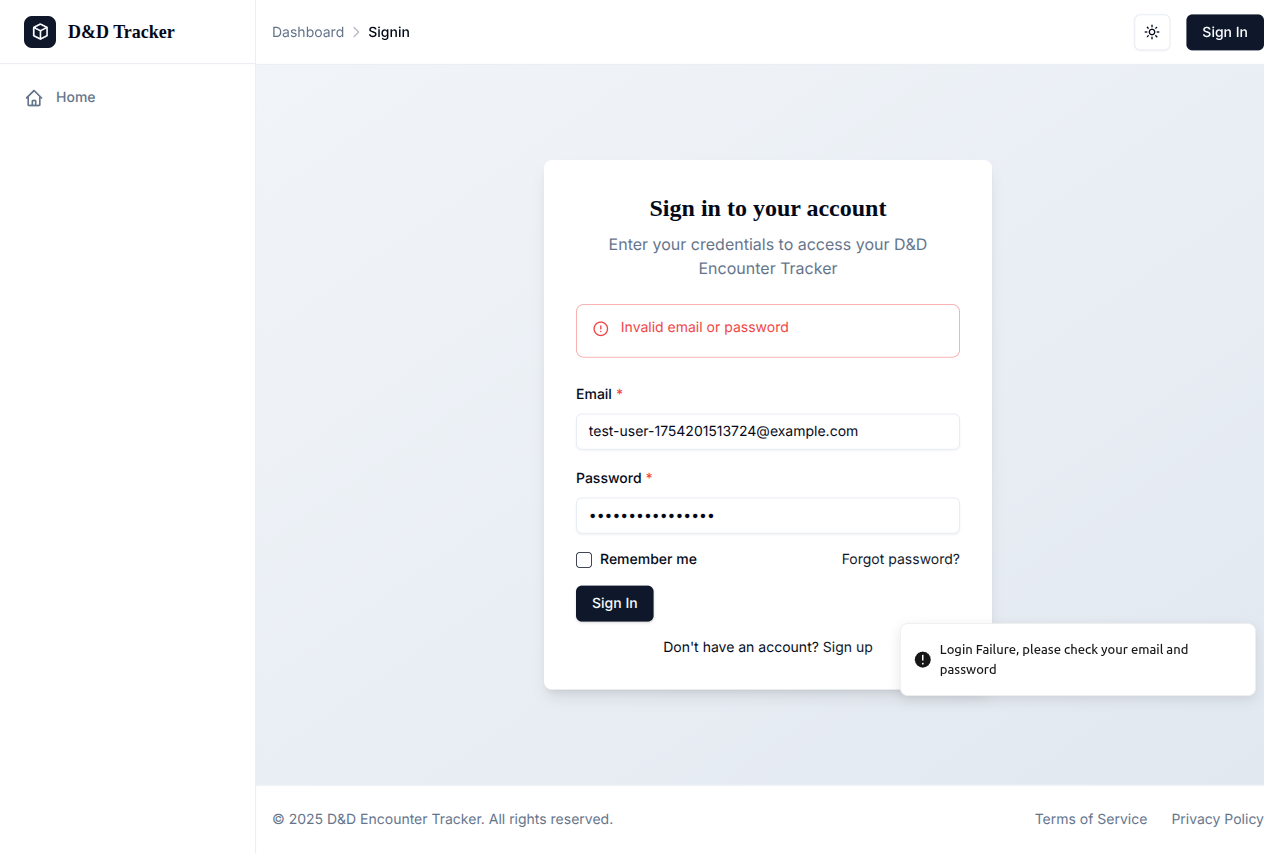 D&D Tracker
Dashboard
Signin
Sign In
Home
Sign in to your account
Enter your credentials to access your D&D
Encounter Tracker
Invalid email or password
Email *
test-user-1754201513724@example.com
Password *
••••••••••••••••
Remember me
Forgot password?
Sign In
Don't have an account? Sign up
Login Failure, please check your email and
password
© 2025 D&D Encounter Tracker. All rights reserved.
Terms of Service
Privacy Policy